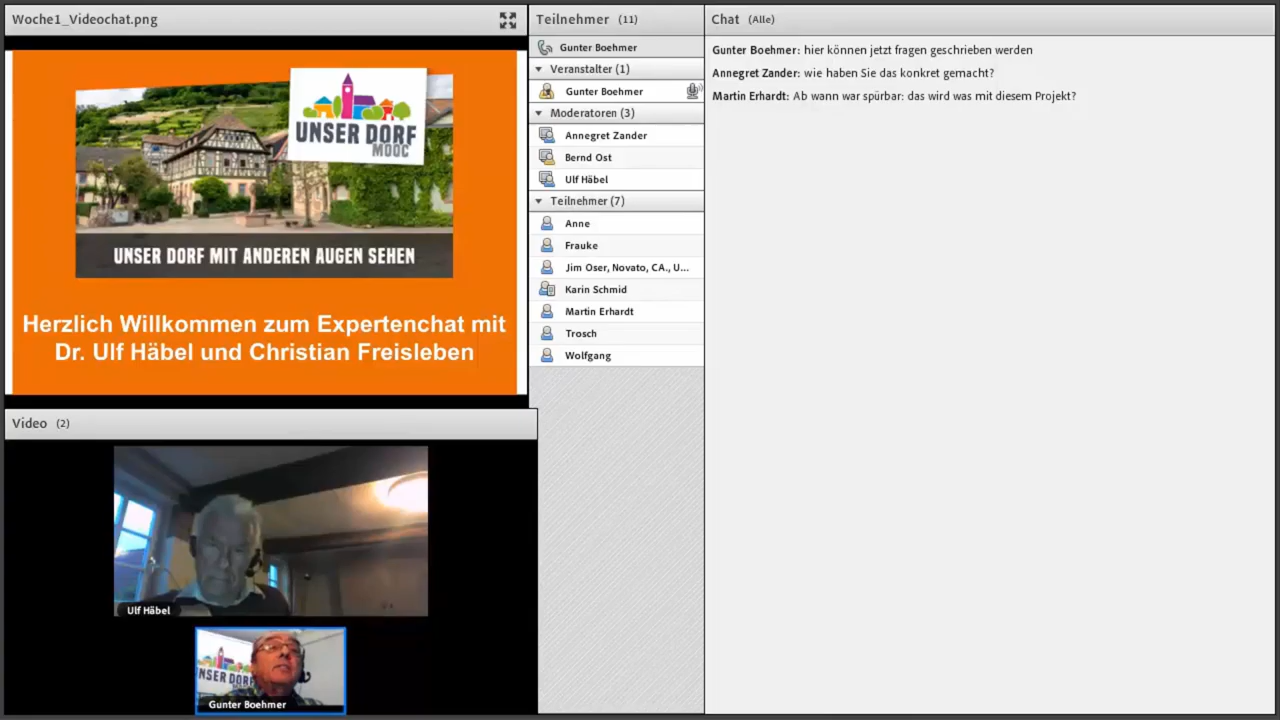 Woche1_Videochat.png
UNSER DORF
MOOC
UNSER DORF MIT ANDEREN AUGEN SEHEN
Herzlich Willkommen zum Expertenchat mit
Dr. Ulf Häbel und Christian Freisleben
Video (2)
Ulf Häbel
NSER DORF
Gunter Boehmer
Teilnehmer (11)
Gunter Boehmer
Veranstalter (1)
Gunter Boehmer
Moderatoren (3)
Annegret Zander
Bernd Ost
Ulf Häbel
Teilnehmer (7)
Anne
Frauke
Jim Oser, Novato, CA., U...
Karin Schmid
Martin Erhardt
Trosch
Wolfgang
Chat (Alle)
Gunter Boehmer: hier können jetzt fragen geschrieben werden
Annegret Zander: wie haben Sie das konkret gemacht?
Martin Erhardt: Ab wann war spürbar: das wird was mit diesem Projekt?